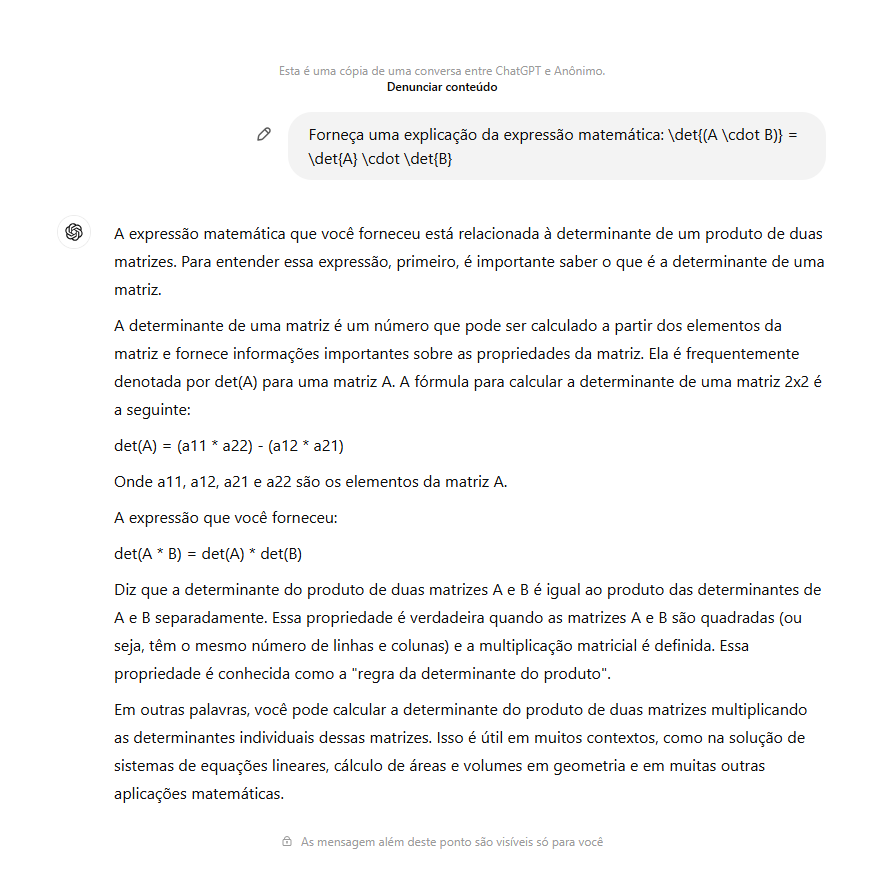 Esta é uma cópia de uma conversa entre ChatGPT e Anônimo.
Denunciar conteúdo
Forneça uma explicação da expressão matemática: \det{(A \cdot B)} =
\det{A} \cdot \det{B}
A expressão matemática que você forneceu está relacionada à determinante de um produto de duas
matrizes. Para entender essa expressão, primeiro, é importante saber o que é a determinante de uma
matriz.
A determinante de uma matriz é um número que pode ser calculado a partir dos elementos da
matriz e fornece informações importantes sobre as propriedades da matriz. Ela é frequentemente
denotada por det(A) para uma matriz A. A fórmula para calcular a determinante de uma matriz 2x2 é
a seguinte:
det(A) = (a11 * a22) - (a12 * a21)
Onde a11, a12, a21 e a22 são os elementos da matriz A.
A expressão que você forneceu:
det(A * B) = det(A) * det(B)
Diz que a determinante do produto de duas matrizes A e B é igual ao produto das determinantes de
A e B separadamente. Essa propriedade é verdadeira quando as matrizes A e B são quadradas (ou
seja, têm o mesmo número de linhas e colunas) e a multiplicação matricial é definida. Essa
propriedade é conhecida como a "regra da determinante do produto".
Em outras palavras, você pode calcular a determinante do produto de duas matrizes multiplicando
as determinantes individuais dessas matrizes. Isso é útil em muitos contextos, como na solução de
sistemas de equações lineares, cálculo de áreas e volumes em geometria e em muitas outras
aplicações matemáticas.
As mensagem além deste ponto são visíveis só para você